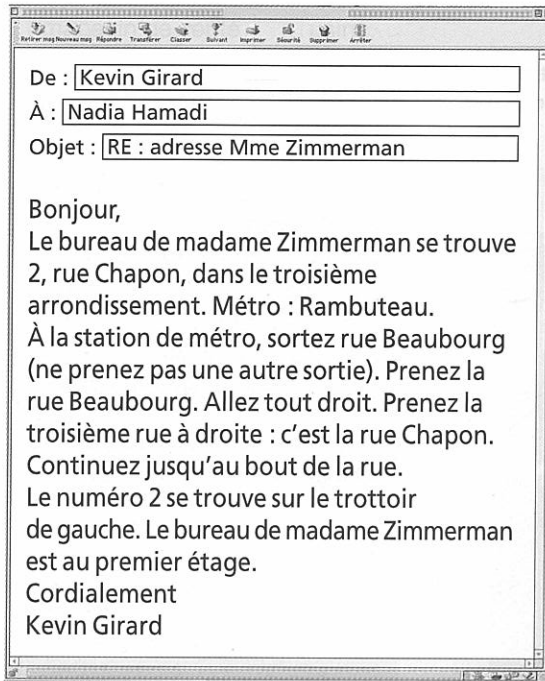 Retirer msg Nouveau msg Répondre Transférer Classer Suivant Imprimer Sécurité Supprimer Arrêter
De : Kevin Girard
À : Nadia Hamadi
Objet : RE : adresse Mme Zimmerman
Bonjour,
Le bureau de madame Zimmerman se trouve
2, rue Chapon, dans le troisième
arrondissement. Métro : Rambuteau.
À la station de métro, sortez rue Beaubourg
(ne prenez pas une autre sortie). Prenez la
rue Beaubourg. Allez tout droit. Prenez la
troisième rue à droite : c'est la rue Chapon.
Continuez jusqu'au bout de la rue.
Le numéro 2 se trouve sur le trottoir
de gauche. Le bureau de madame Zimmerman
est au premier étage.
Cordialement
Kevin Girard